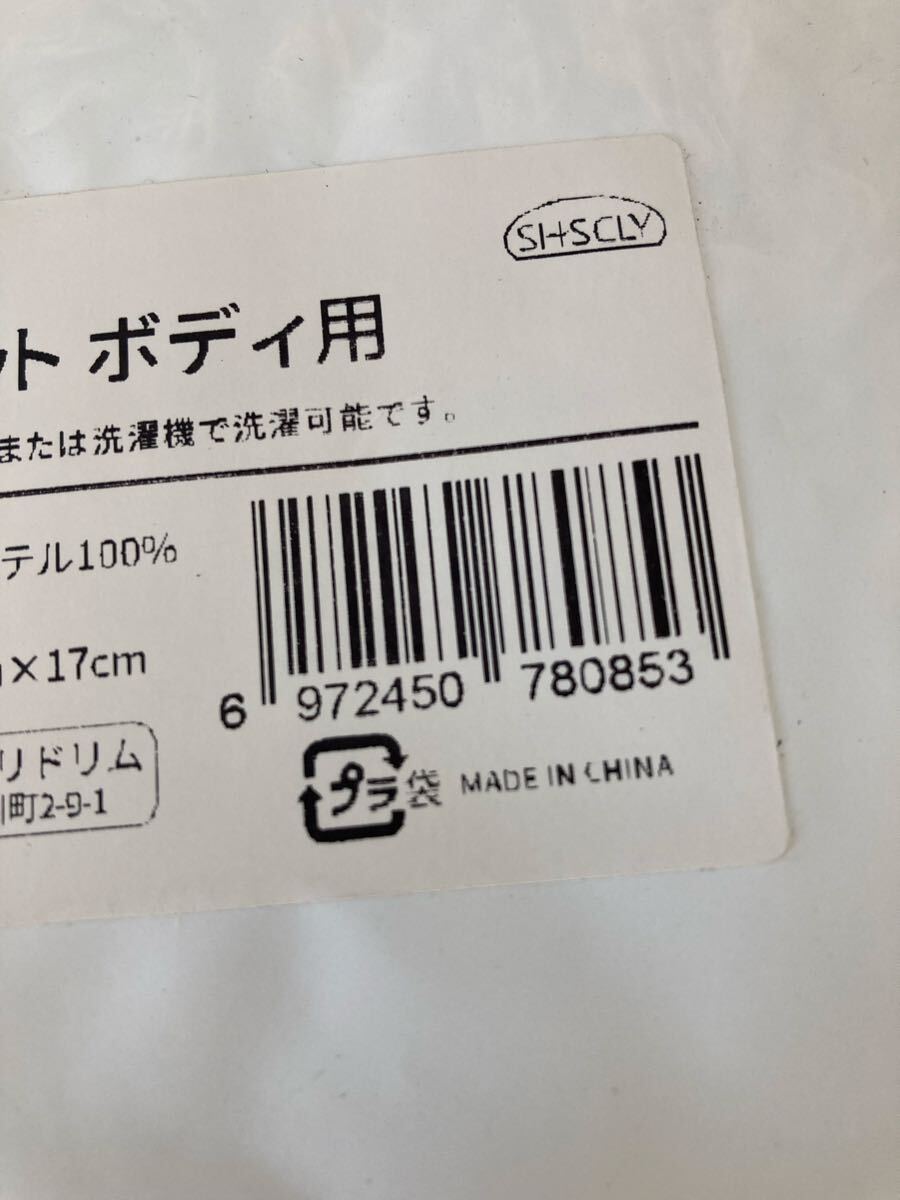 SHSCLY
ット ボディ用
または洗濯機で洗濯可能です。
テル100%
×17cm
6 972450 780853
リドリム
町2-9-1
プラ 袋 MADE IN CHINA